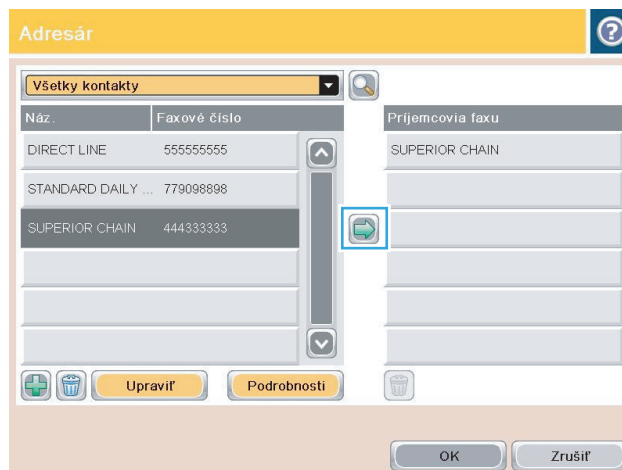 Adresár
Všetky kontakty
Náz. Faxové číslo
Príjemcovia faxu
DIRECT LINE 555555555
SUPERIOR CHAIN
STANDARD DAILY ... 779098898
SUPERIOR CHAIN 444333333
Upraviť Podrobnosti
OK Zrušiť